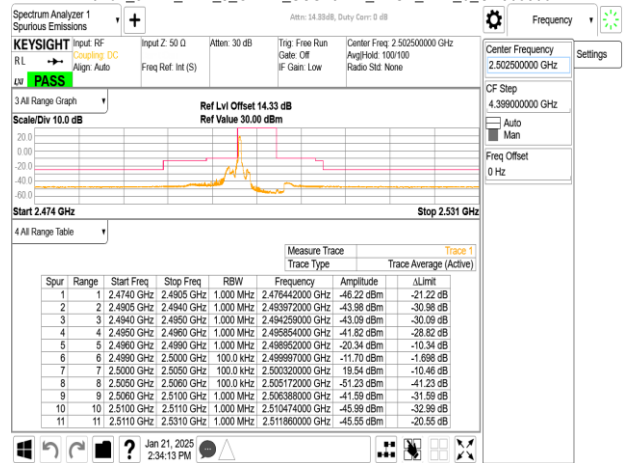 Spectrum Analyzer 1
Spurious Emissions
Attn: 14.33dB, Duty Corr: 0 dB
Frequency
KEYSIGHT
Input: RF
Input Z: 50 Ω
Atten: 30 dB
Trig: Free Run
Center Freq: 2.502500000 GHz
Coupling: DC
Gate: Off
Avg|Hold: 100/100
RL
Align: Auto
Freq Ref: Int (S)
IF Gain: Low
Radio Std: None
LXI PASS
Center Frequency
2.502500000 GHz
Settings
CF Step
4.399000000 GHz
Auto
Man
Freq Offset
0 Hz
3 All Range Graph
Ref Lvl Offset 14.33 dB
Scale/Div 10.0 dB
Ref Value 30.00 dBm
20.0
0.00
-20.0
-40.0
-60.0
Start 2.474 GHz
Stop 2.531 GHz
4 All Range Table
Measure Trace Trace 1
Trace Type Trace Average (Active)
Spur Range Start Freq Stop Freq RBW Frequency Amplitude ΔLimit
1 1 2.4740 GHz 2.4905 GHz 1.000 MHz 2.476442000 GHz -46.22 dBm -21.22 dB
2 2 2.4905 GHz 2.4940 GHz 1.000 MHz 2.493972000 GHz -43.98 dBm -30.98 dB
3 3 2.4940 GHz 2.4950 GHz 1.000 MHz 2.494259000 GHz -43.09 dBm -30.09 dB
4 4 2.4950 GHz 2.4960 GHz 1.000 MHz 2.495854000 GHz -41.82 dBm -28.82 dB
5 5 2.4960 GHz 2.4990 GHz 1.000 MHz 2.498952000 GHz -20.34 dBm -10.34 dB
6 6 2.4990 GHz 2.5000 GHz 100.0 kHz 2.499997000 GHz -11.70 dBm -1.698 dB
7 7 2.5000 GHz 2.5050 GHz 100.0 kHz 2.500320000 GHz 19.54 dBm -10.46 dB
8 8 2.5050 GHz 2.5060 GHz 100.0 kHz 2.505172000 GHz -51.23 dBm -41.23 dB
9 9 2.5060 GHz 2.5100 GHz 1.000 MHz 2.506388000 GHz -41.59 dBm -31.59 dB
10 10 2.5100 GHz 2.5110 GHz 1.000 MHz 2.510474000 GHz -45.99 dBm -32.99 dB
11 11 2.5110 GHz 2.5310 GHz 1.000 MHz 2.511860000 GHz -45.55 dBm -20.55 dB
Jan 21, 2025
2:34:13 PM